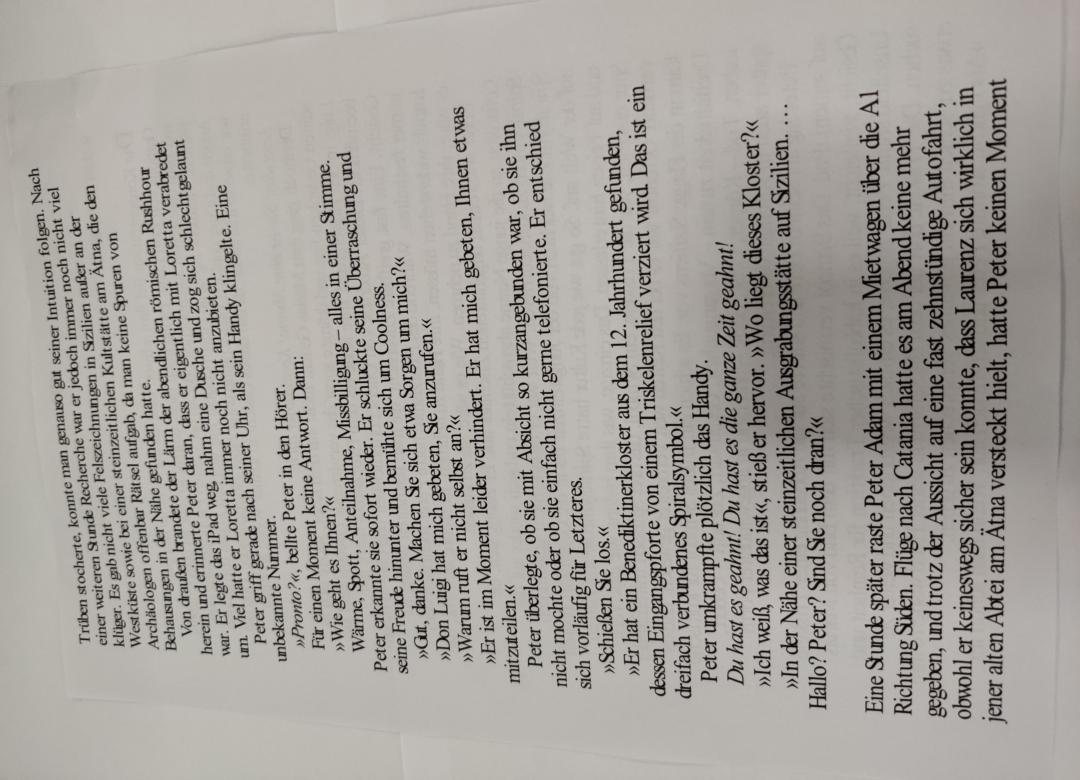 Trüben stocherte, konnte man genauso gut seiner Intuition folgen. Nach
einer weiteren Stunde Recherche war er jedoch immer noch nicht viel
klüger. Es gab nicht viele Felszeichnungen in Sizilien außer an der
Westküste sowie bei einer steinzeitlichen Kultstätte am Ätna, die den
Archäologen offenbar Rätsel aufgab, da man keine Spuren von
Behausungen in der Nähe gefunden hatte.
Von draußen brandete der Lärm der abendlichen römischen Rushhour
herein und erinnerte Peter daran, dass er eigentlich mit Loretta verabredet
war. Er legte das iPad weg, nahm eine Dusche und zog sich schlecht gelaunt
um. Viel hatte er Loretta immer noch nicht anzubieten.
Peter griff gerade nach seiner Uhr, als sein Handy klingelte. Eine
unbekannte Nummer.
»Pronto?«, bellte Peter in den Hörer.
Für einen Moment keine Antwort. Dann:
»Wie geht es Ihnen?«
Wärme, Spott, Anteilnahme, Missbilligung – alles in einer Stimme.
Peter erkannte sie sofort wieder. Er schluckte seine Überraschung und
seine Freude hinunter und bemühte sich um Coolness.
»Gut, danke. Machen Sie sich etwa Sorgen um mich?«
»Don Luigi hat mich gebeten, Sie anzurufen.«
»Warum ruft er nicht selbst an?«
»Er ist im Moment leider verhindert. Er hat mich gebeten, Ihnen etwas
mitzuteilen.«
Peter überlegte, ob sie mit Absicht so kurzangebunden war, ob sie ihn
nicht mochte oder ob sie einfach nicht gerne telefonierte. Er entschied
sich vorläufig für Letzteres.
»Schießen Sie los.«
»Er hat ein Benediktinerkloster aus dem 12. Jahrhundert gefunden,
dessen Eingangspforte von einem Triskelenrelief verziert wird. Das ist ein
dreifach verbundenes Spiralsymbol.«
Peter umkrampfte plötzlich das Handy.
Du hast es geahnt! Du hast es die ganze Zeit geahnt!
»Ich weiß, was das ist«, stieß er hervor. »Wo liegt dieses Kloster?«
»In der Nähe einer steinzeitlichen Ausgrabungsstätte auf Sizilien. …
Hallo? Peter? Sind Sie noch dran?«
Eine Stunde später raste Peter Adam mit einem Mietwagen über die A1
Richtung Süden. Flüge nach Catania hatte es am Abend keine mehr
gegeben, und trotz der Aussicht auf eine fast zehnstündige Autofahrt,
obwohl er keineswegs sicher sein konnte, dass Laurenz sich wirklich in
jener alten Abtei am Ätna versteckt hielt, hatte Peter keinen Moment